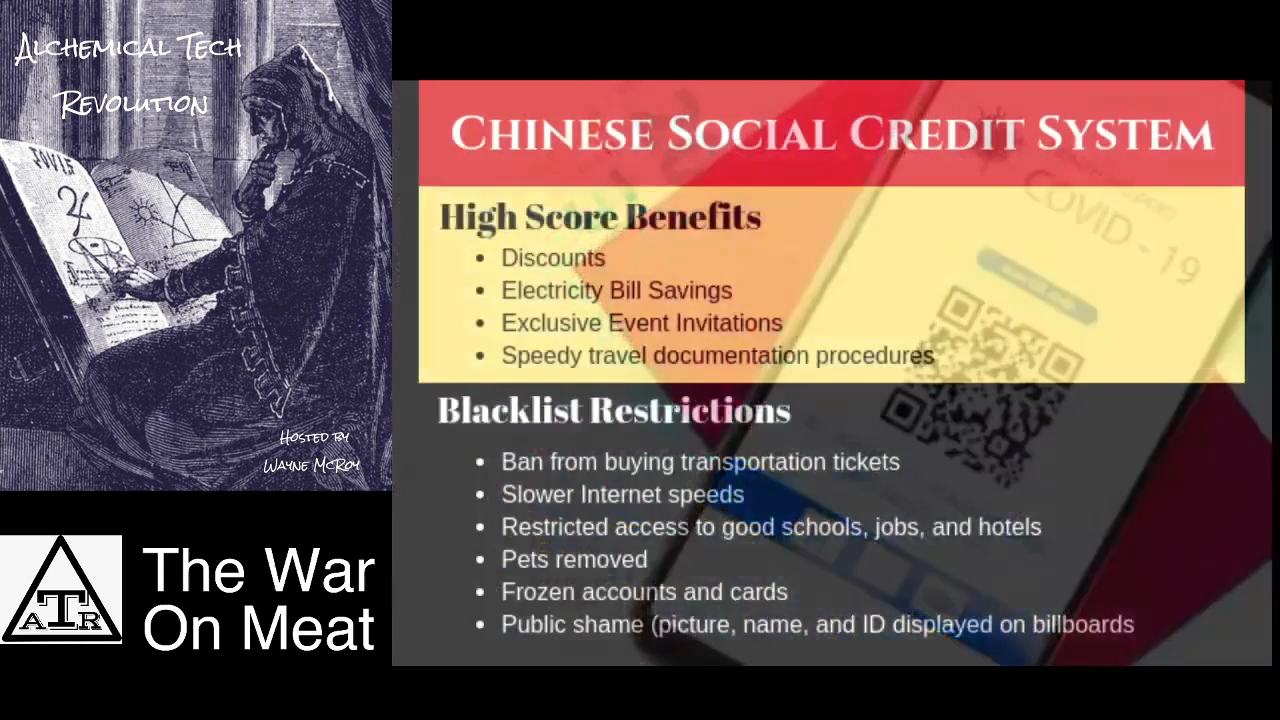 Alchemical Tech
Revolution
Hosted by
Wayne McRoy
ATR
The War
On Meat
Chinese Social Credit System
High Score Benefits
• Discounts
• Electricity Bill Savings
• Exclusive Event Invitations
• Speedy travel documentation procedures
Blacklist Restrictions
• Ban from buying transportation tickets
• Slower Internet speeds
• Restricted access to good schools, jobs, and hotels
• Pets removed
• Frozen accounts and cards
• Public shame (picture, name, and ID displayed on billboards
COVID - 19